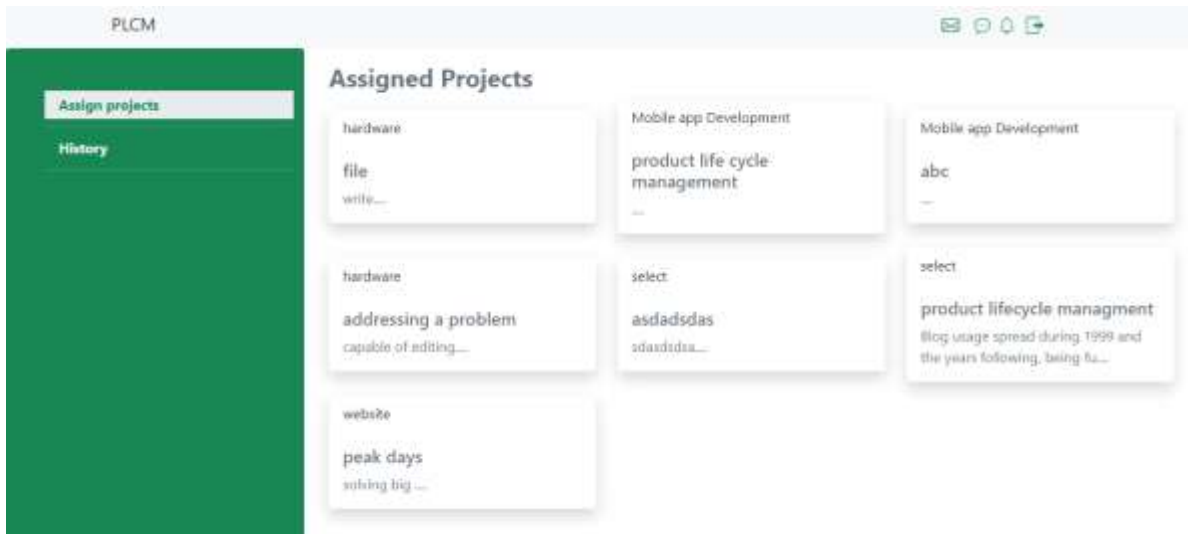 PLCM
Assign projects
History
Assigned Projects
hardware
file
write....
Mobile app Development
product life cycle
management
...
Mobile app Development
abc
...
hardware
addressing a problem
capable of editing....
select
asdadsdas
select
product lifecycle managment
Blog usage spread during 1999 and
the years following, being fu....
website
peak days
solving big ....